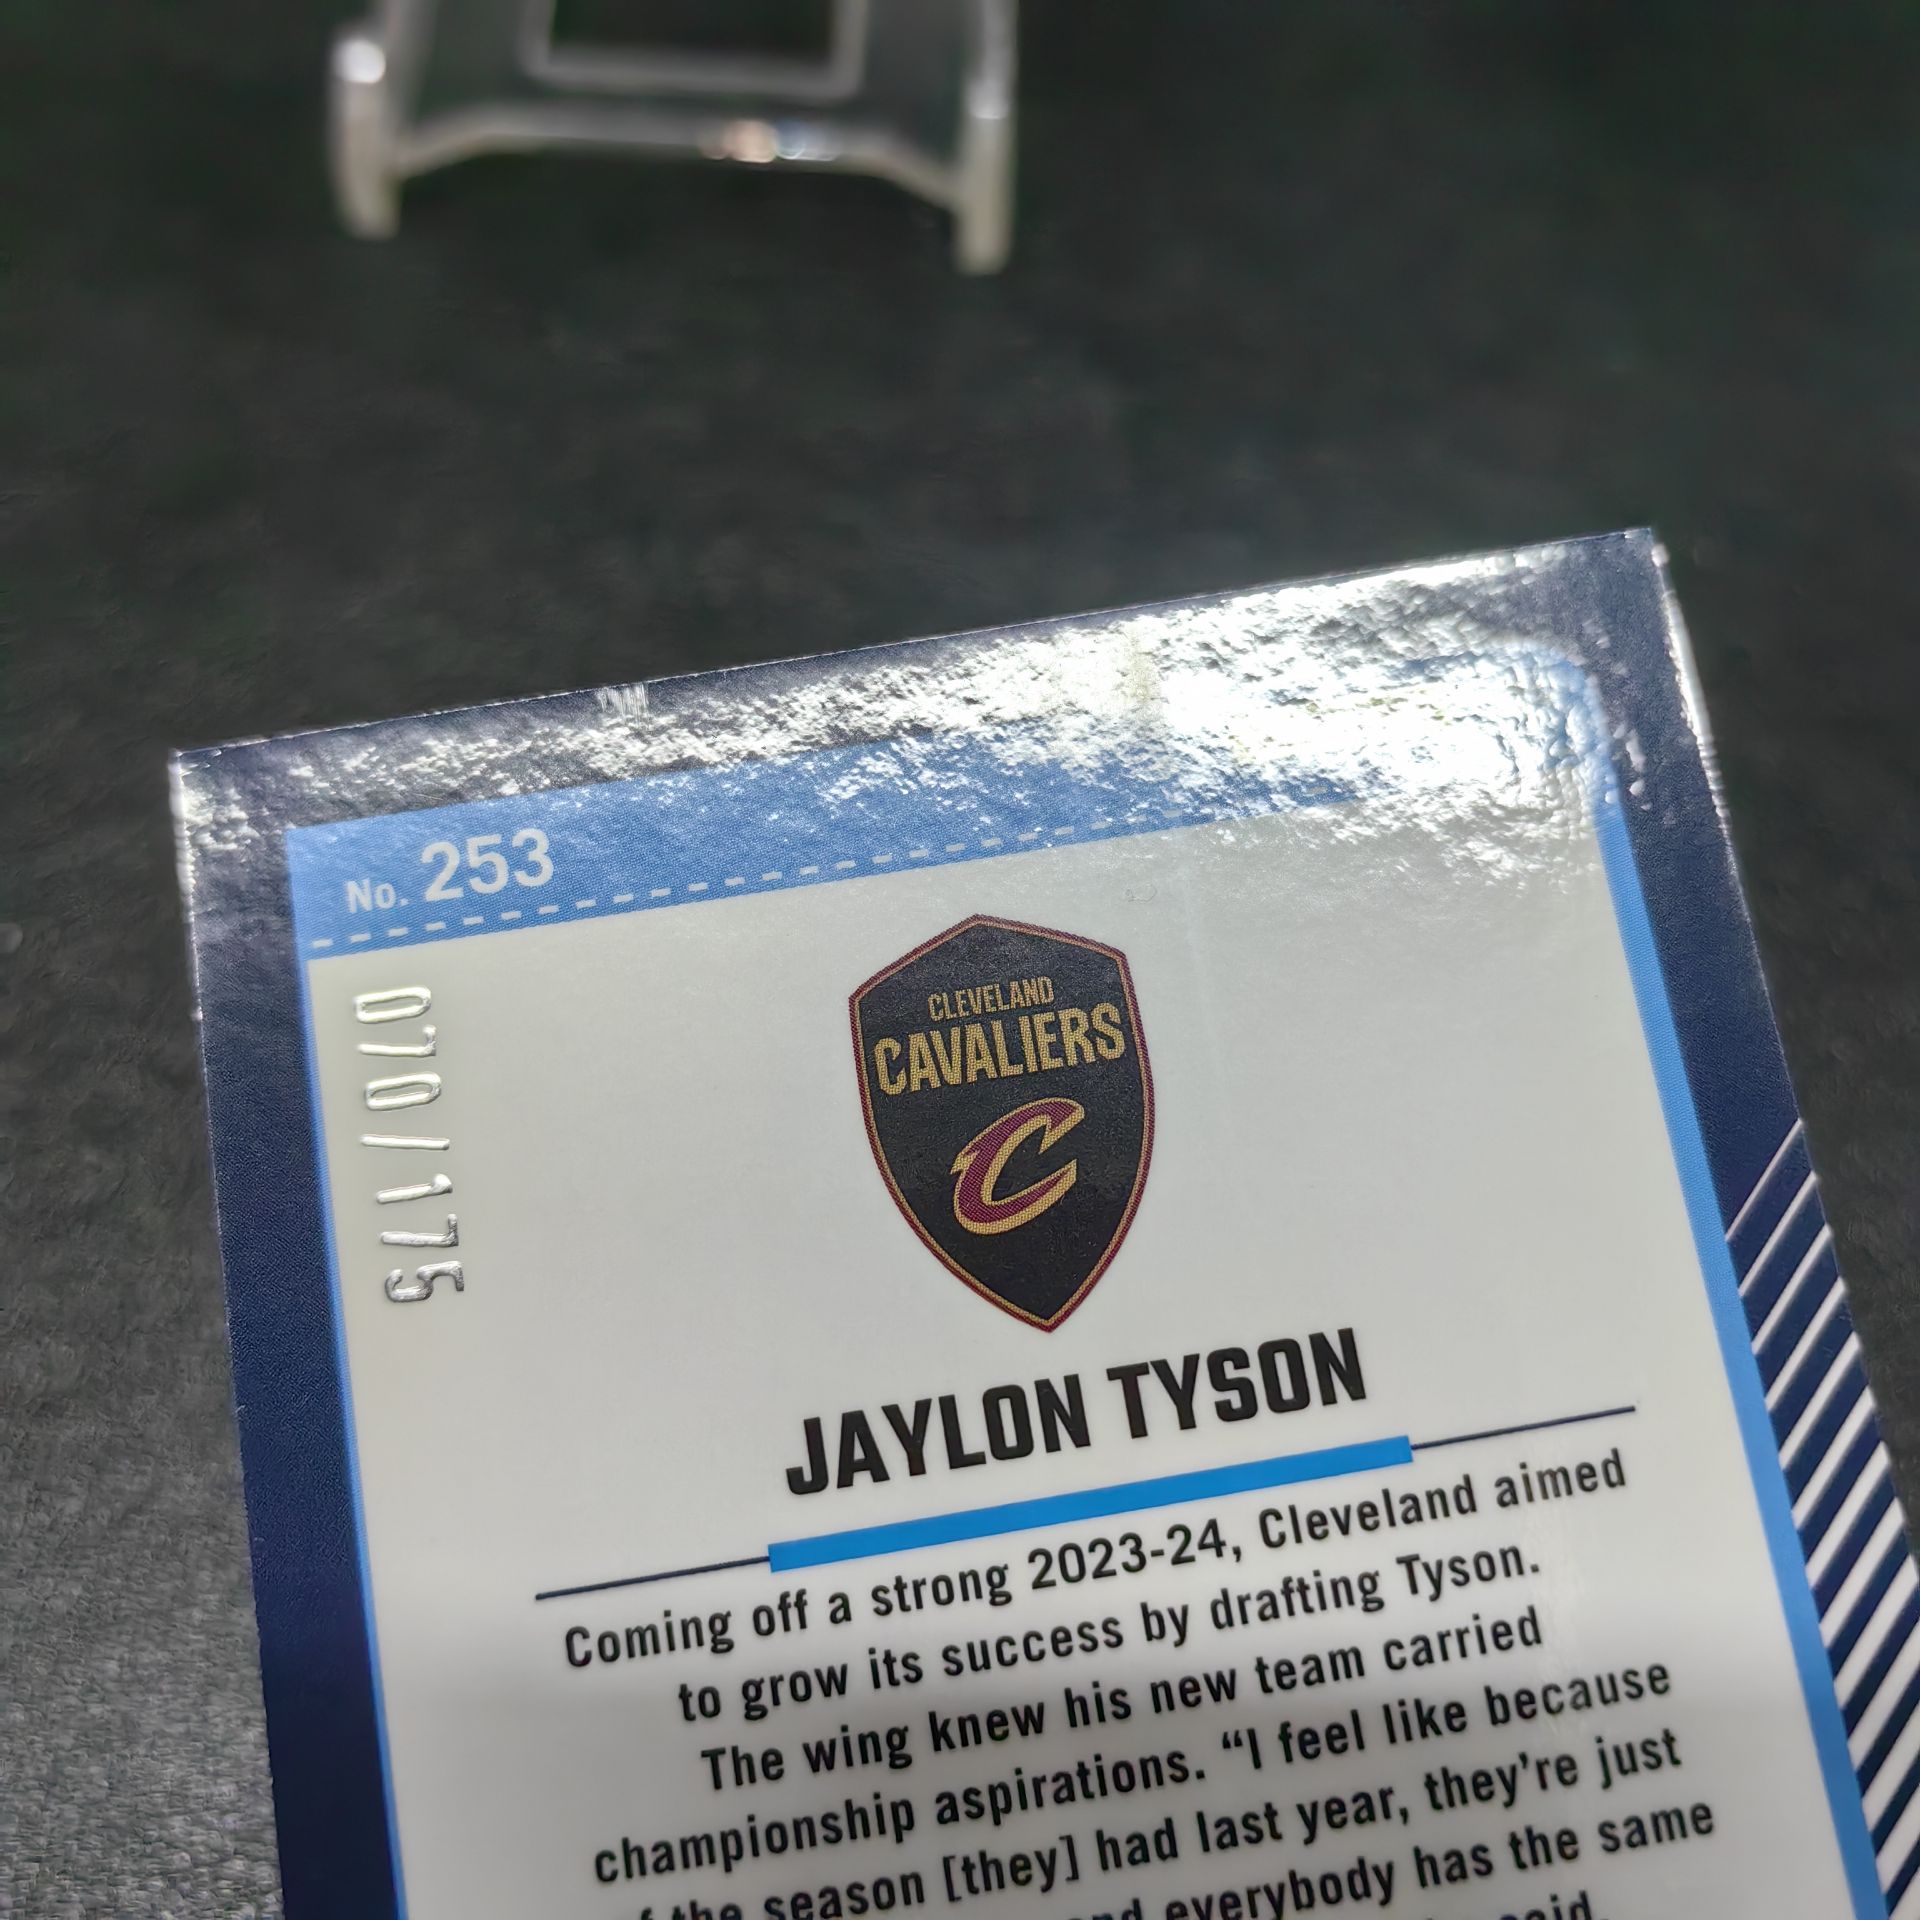 No. 253
070/175
CLEVELAND
CAVALIERS
C
JAYLON TYSON
Coming off a strong 2023-24, Cleveland aimed
to grow its success by drafting Tyson.
The wing knew his new team carried
championship aspirations. “I feel like because
the season [they] had last year, they’re just
everybody has the same
said.